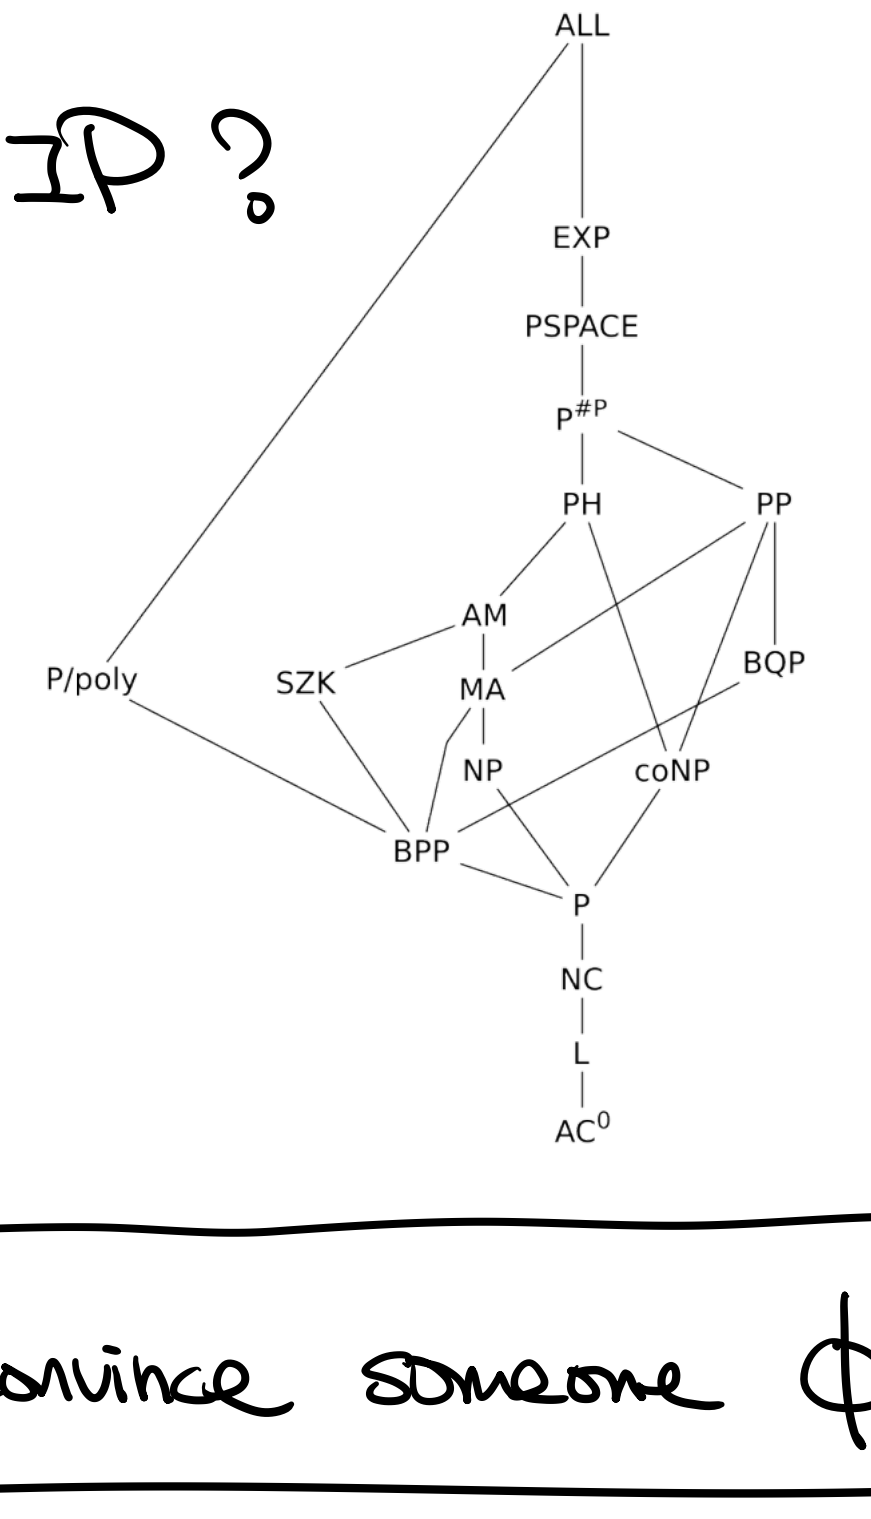 ALL
IP ?
EXP
PSPACE
P^#P
PH PP
AM
P/poly SZK MA BQP
NP coNP
BPP
P
NC
L
AC^0
onvince someone ϕ